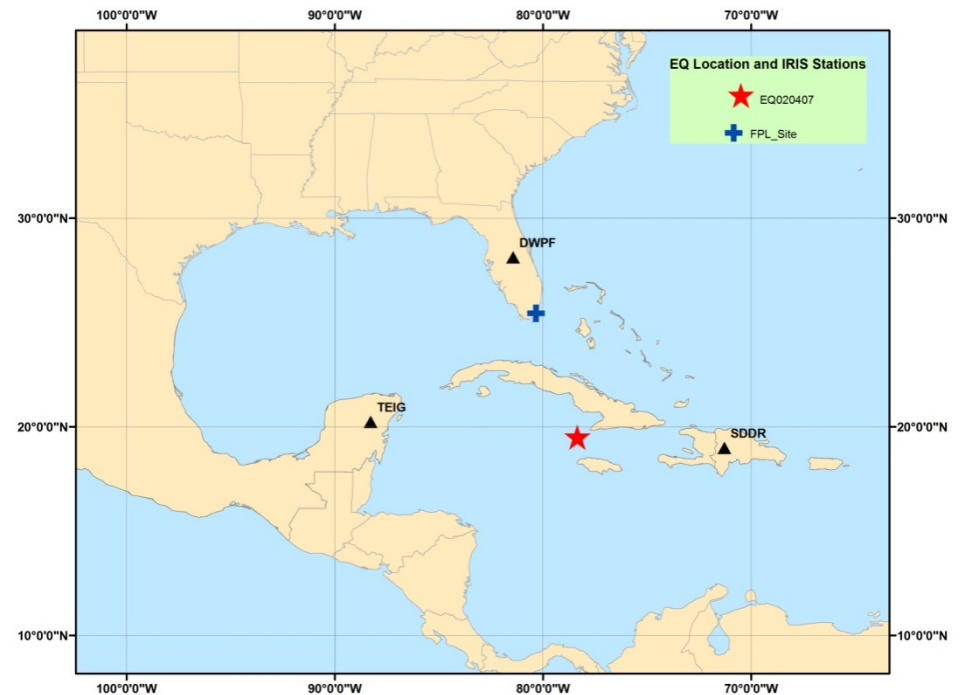 100°0'0"W 90°0'0"W 80°0'0"W 70°0'0"W
EQ Location and IRIS Stations
EQ020407
FPL_Site
30°0'0"N 30°0'0"N
DWPF
TEIG
20°0'0"N 20°0'0"N
SDDR
10°0'0"N 10°0'0"N
100°0'0"W 90°0'0"W 80°0'0"W 70°0'0"W